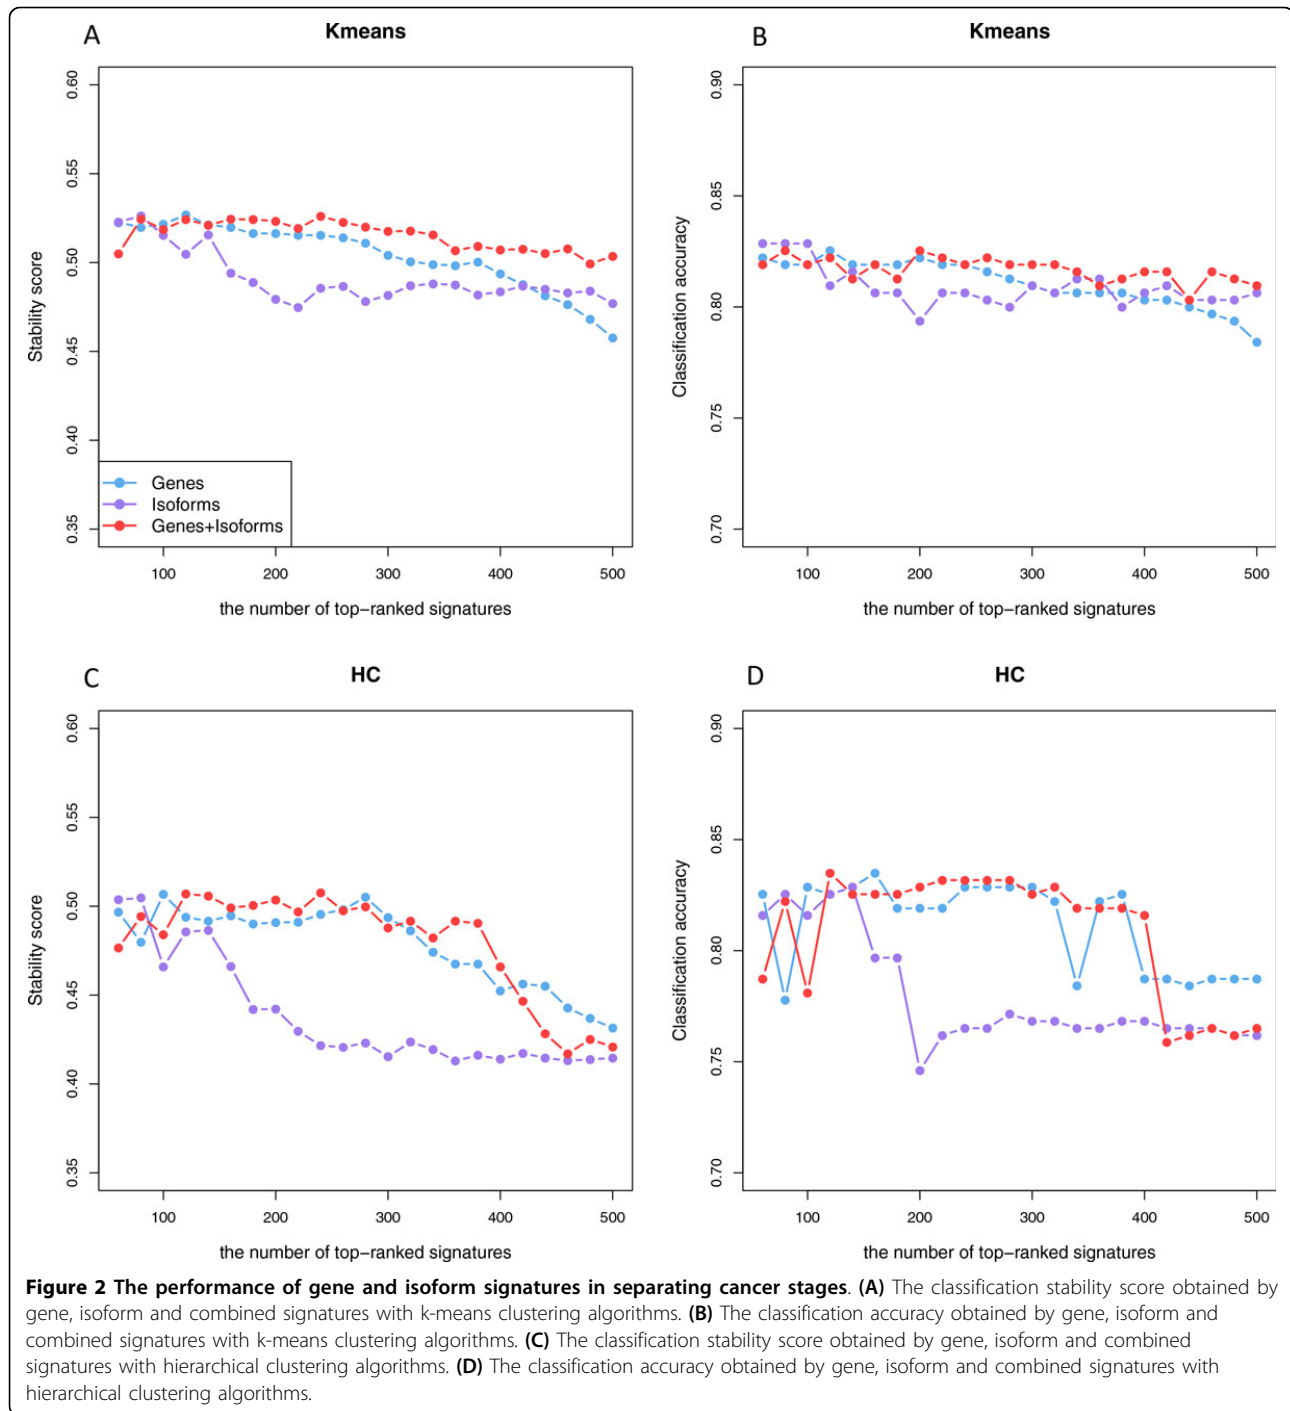 A
Kmeans
Stability score
0.60
0.55
0.50
0.45
0.40
0.35
Genes
Isoforms
Genes+Isoforms
100 200 300 400 500
the number of top−ranked signatures
B
Kmeans
Classification accuracy
0.90
0.85
0.80
0.75
0.70
100 200 300 400 500
the number of top−ranked signatures
C
HC
Stability score
0.60
0.55
0.50
0.45
0.40
0.35
100 200 300 400 500
the number of top−ranked signatures
D
HC
Classification accuracy
0.90
0.85
0.80
0.75
0.70
100 200 300 400 500
the number of top−ranked signatures
Figure 2 The performance of gene and isoform signatures in separating cancer stages. (A) The classification stability score obtained by
gene, isoform and combined signatures with k-means clustering algorithms. (B) The classification accuracy obtained by gene, isoform and
combined signatures with k-means clustering algorithms. (C) The classification stability score obtained by gene, isoform and combined
signatures with hierarchical clustering algorithms. (D) The classification accuracy obtained by gene, isoform and combined signatures with
hierarchical clustering algorithms.